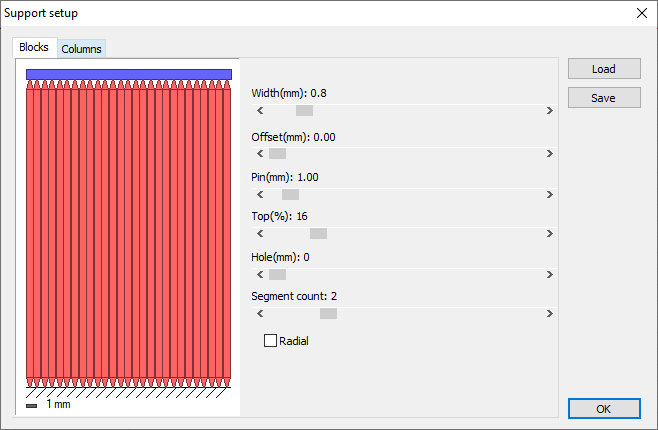 Support setup
Blocks
Columns
Load
Save
Width(mm): 0.8
Offset(mm): 0.00
Pin(mm): 1.00
Top(%): 16
Hole(mm): 0
Segment count: 2
Radial
1 mm
OK